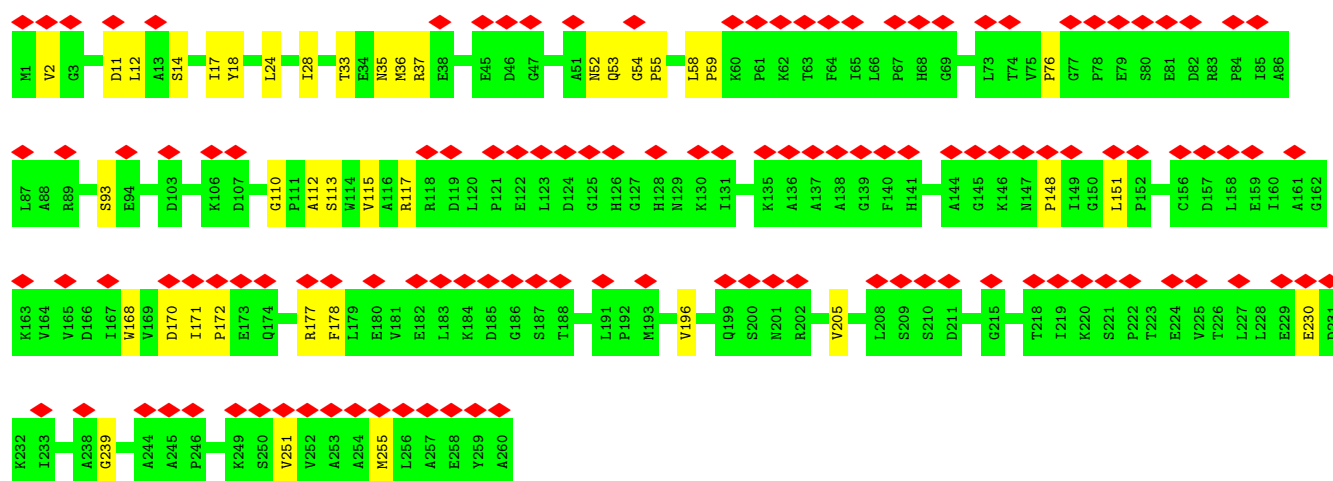 M1 V2 G3 D11 L12 A13 S14 I17 Y18 L24 I28 T33 E34 N35 M36 R37 E38 E45 D46 G47 A51 N52 Q53 G54 P55 L58 P59 K60 P61 K62 T63 F64 I65 L66 P67 H68 G69 L73 T74 V75 P76 G77 P78 E79 S80 E81 D82 R83 P84 I85 A86
L87 A88 R89 S93 E94 D103 K106 D107 G110 P111 A112 S113 W114 V115 A116 R117 R118 D119 L120 P121 E122 L123 D124 G125 H126 G127 H128 N129 K130 I131 K135 A136 A137 A138 G139 F140 H141 A144 G145 K146 N147 P148 I149 G150 L151 P152 C156 D157 L158 E159 I160 A161 G162
K163 V164 V165 D166 I167 W168 V169 D170 I171 P172 E173 Q174 R177 F178 L179 E180 V181 E182 L183 K184 D185 G186 S187 T188 L191 P192 M193 V196 Q199 S200 N201 R202 V205 L208 S209 S210 D211 G215 T218 I219 K220 S221 P222 T223 E224 V225 T226 L227 L228 E229 E230
K232 I233 A238 G239 A244 A245 P246 K249 S250 V251 V252 A253 A254 M255 L256 A257 E258 Y259 A260